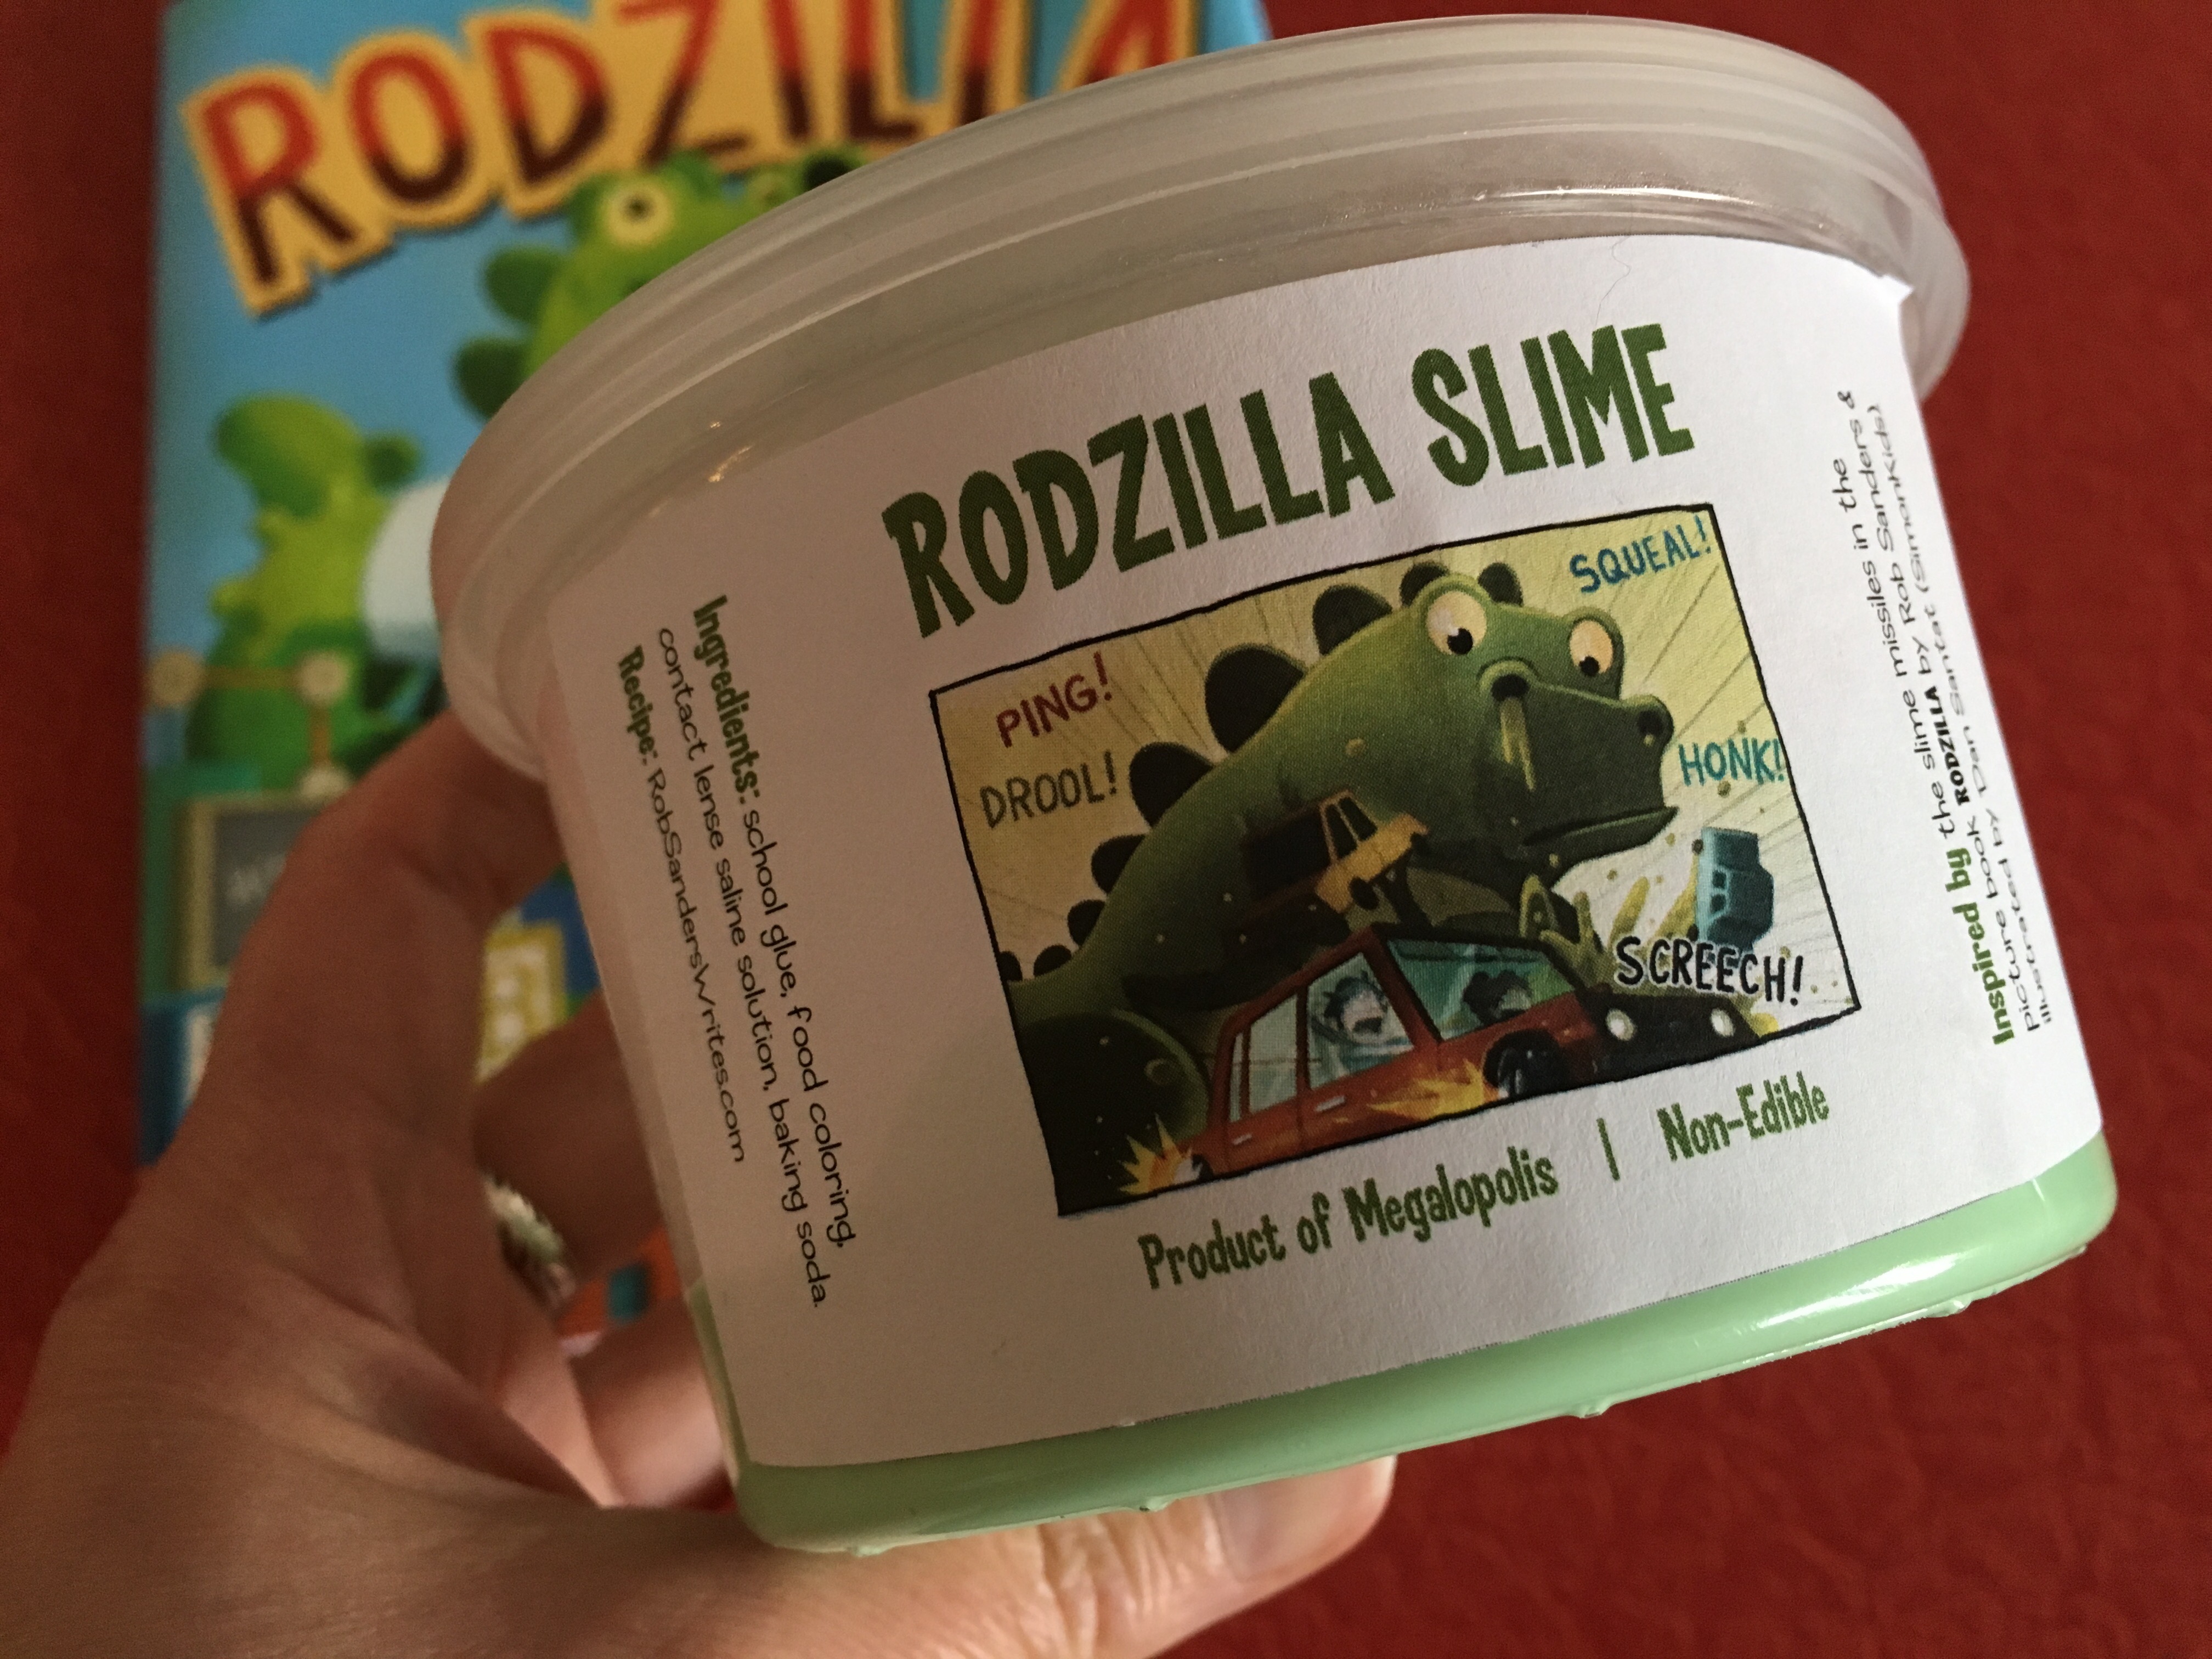 RODZILLA
RODZILLA SLIME
PING!
DROOL!
SQUEAL!
HONK!
SCREECH!
Product of Megalopolis | Non-Edible
Ingredients: school glue, food coloring,
contact lense saline solution, baking soda.
Recipe: RobSandersWrites.com
Inspired by the slime missiles in the
picture book RODZILLA by Rob Sanders &
illustrated by Dan Santat (SimonKids)